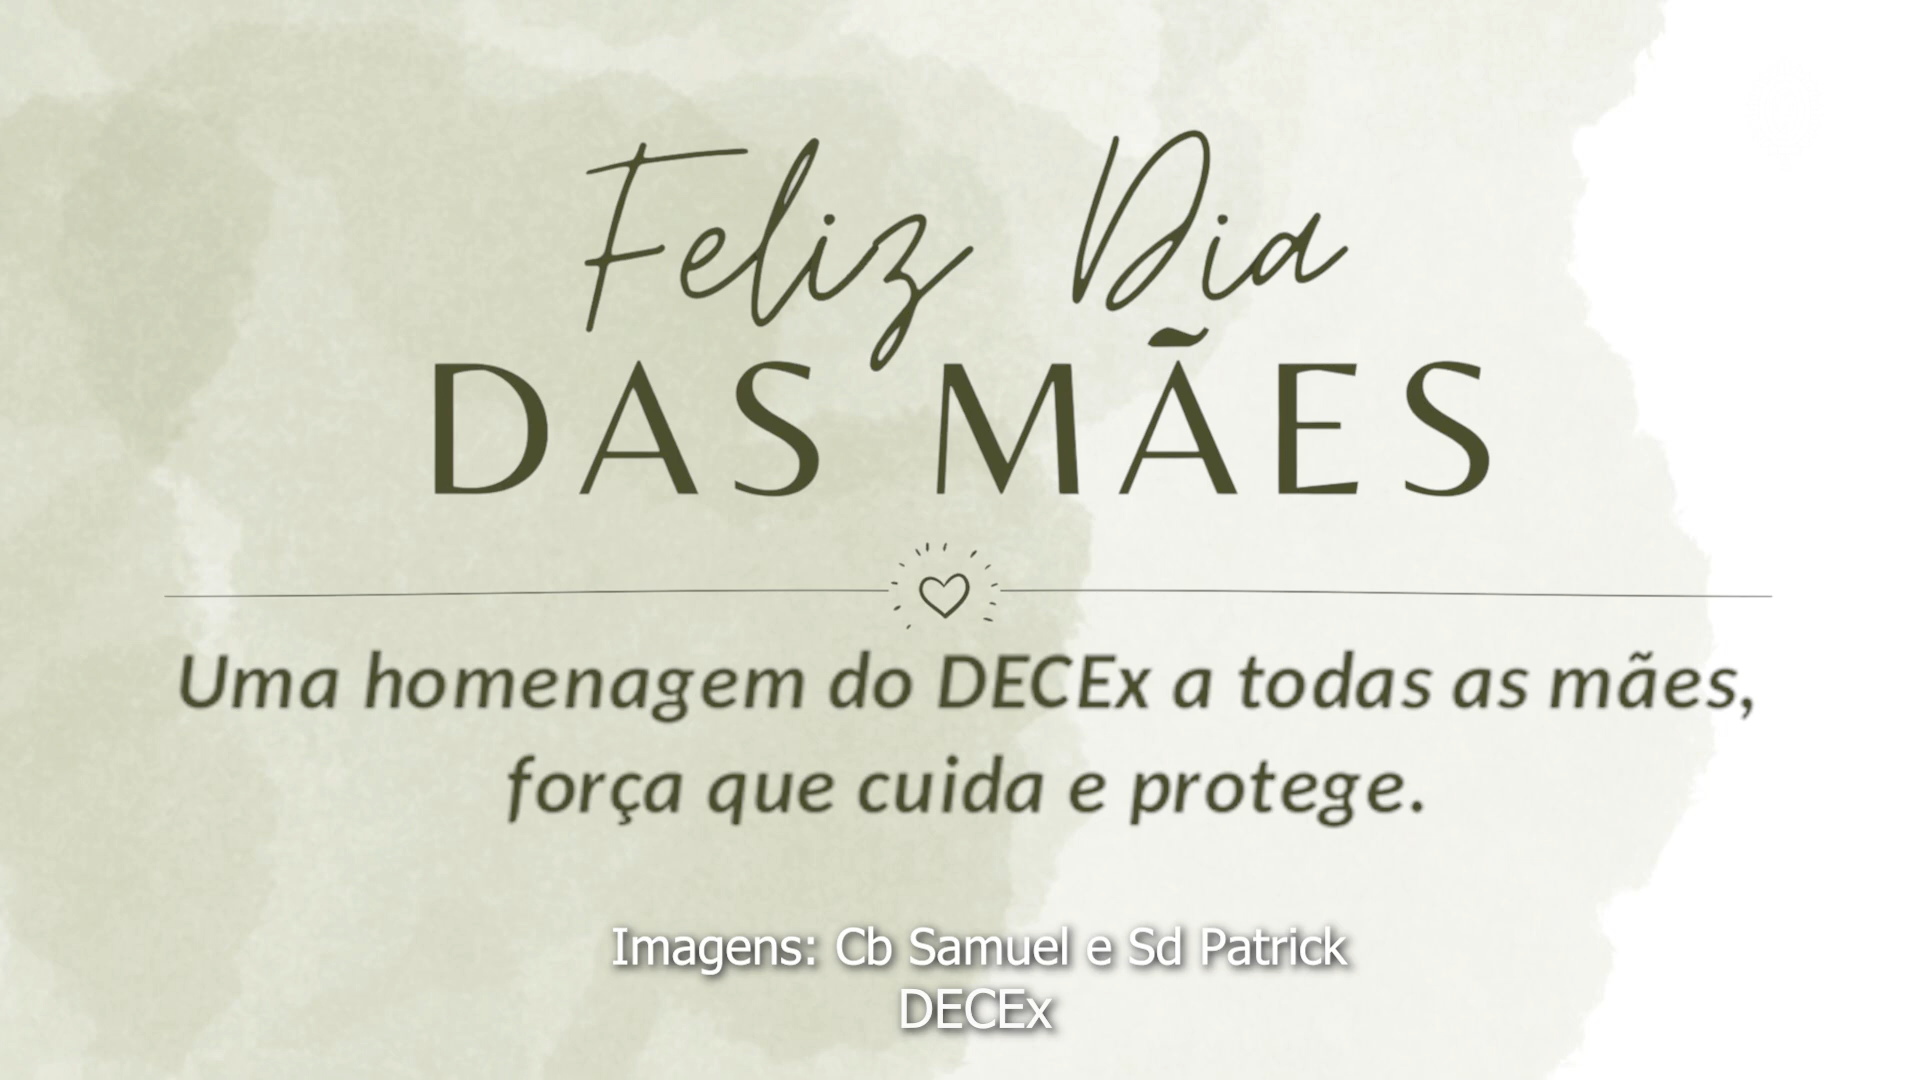 Feliz Dia
DAS MÃES
Uma homenagem do DECEx a todas as mães,
força que cuida e protege.
Imagens: Cb Samuel e Sd Patrick
DECEx